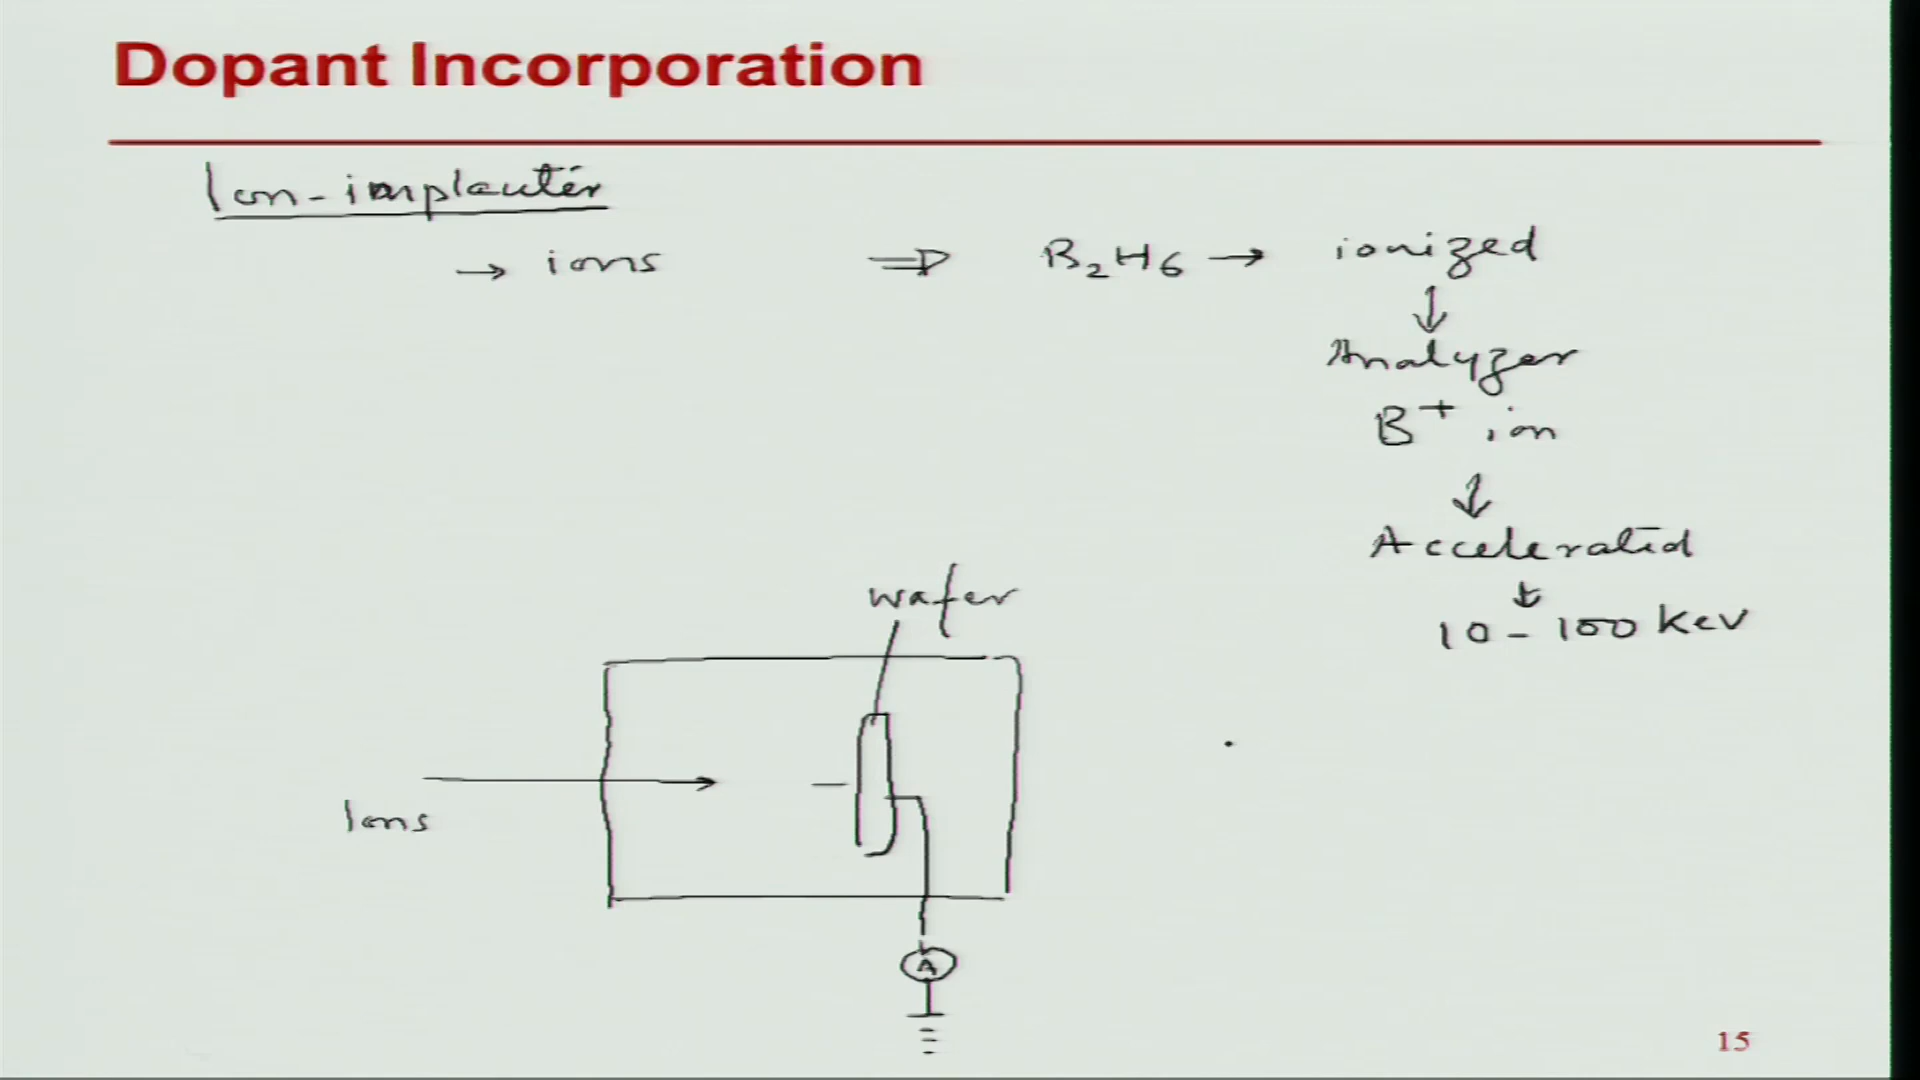 Dopant Incorporation
Ion-implanter
→ ions ⇒ B₂H₆ → ionized
↓
Analyzer
B⁺ ion
↓
Accelerated
↓
10 - 100 KeV
wafer
Ions
A
15